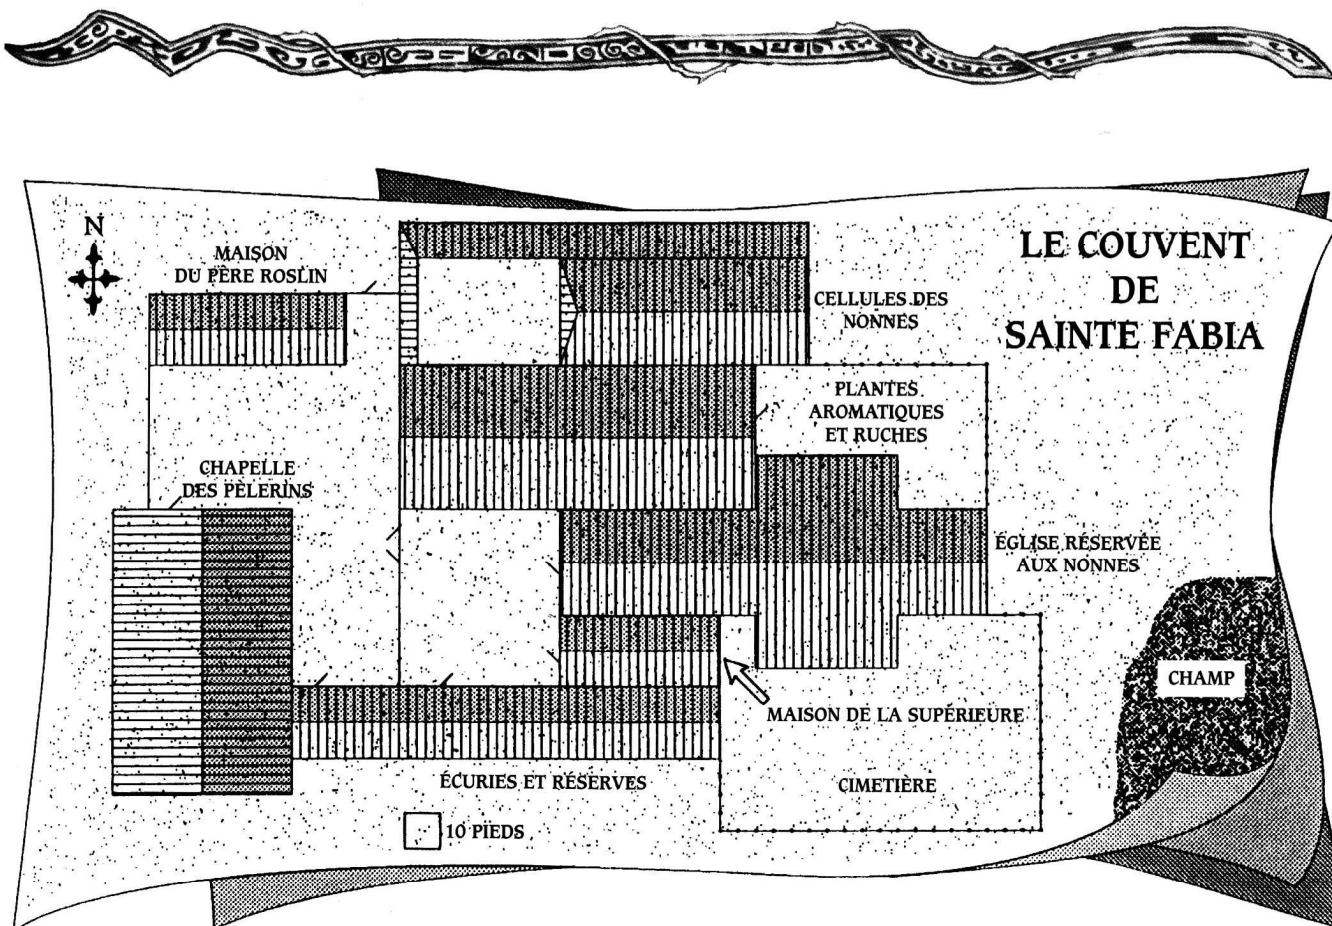 N
MAISON
DU PÈRE ROSLIN
LE COUVENT
DE
SAINTE FABIA
CELLULES DES
NONNES
PLANTES
AROMATIQUES
ET RUCHES
CHAPELLE
DES PÈLERINS
ÉGLISE RÉSERVÉE
AUX NONNES
CHAMP
MAISON DE LA SUPÉRIEURE
ÉCURIES ET RÉSERVES
CIMETIÈRE
10 PIEDS